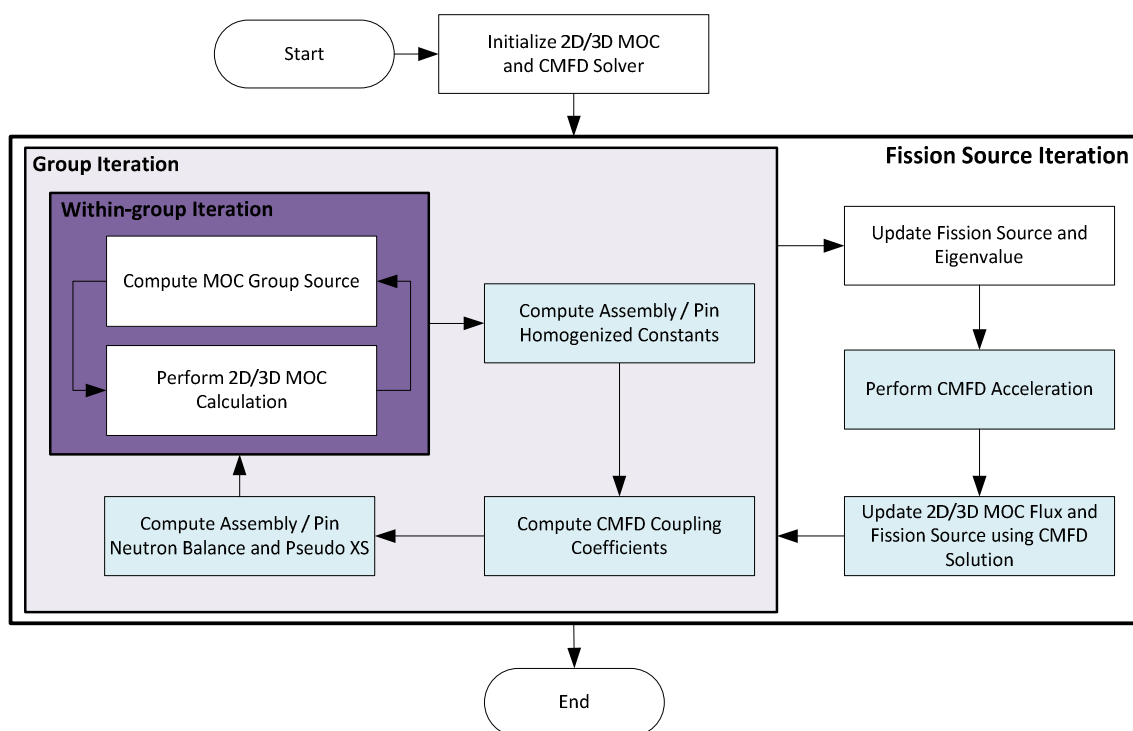 Start
Initialize 2D/3D MOC
and CMFD Solver
Fission Source Iteration
Group Iteration
Within-group Iteration
Compute MOC Group Source
Perform 2D/3D MOC
Calculation
Compute Assembly / Pin
Homogenized Constants
Compute Assembly / Pin
Neutron Balance and Pseudo XS
Compute CMFD Coupling
Coefficients
Update Fission Source and
Eigenvalue
Perform CMFD Acceleration
Update 2D/3D MOC Flux and
Fission Source using CMFD
Solution
End